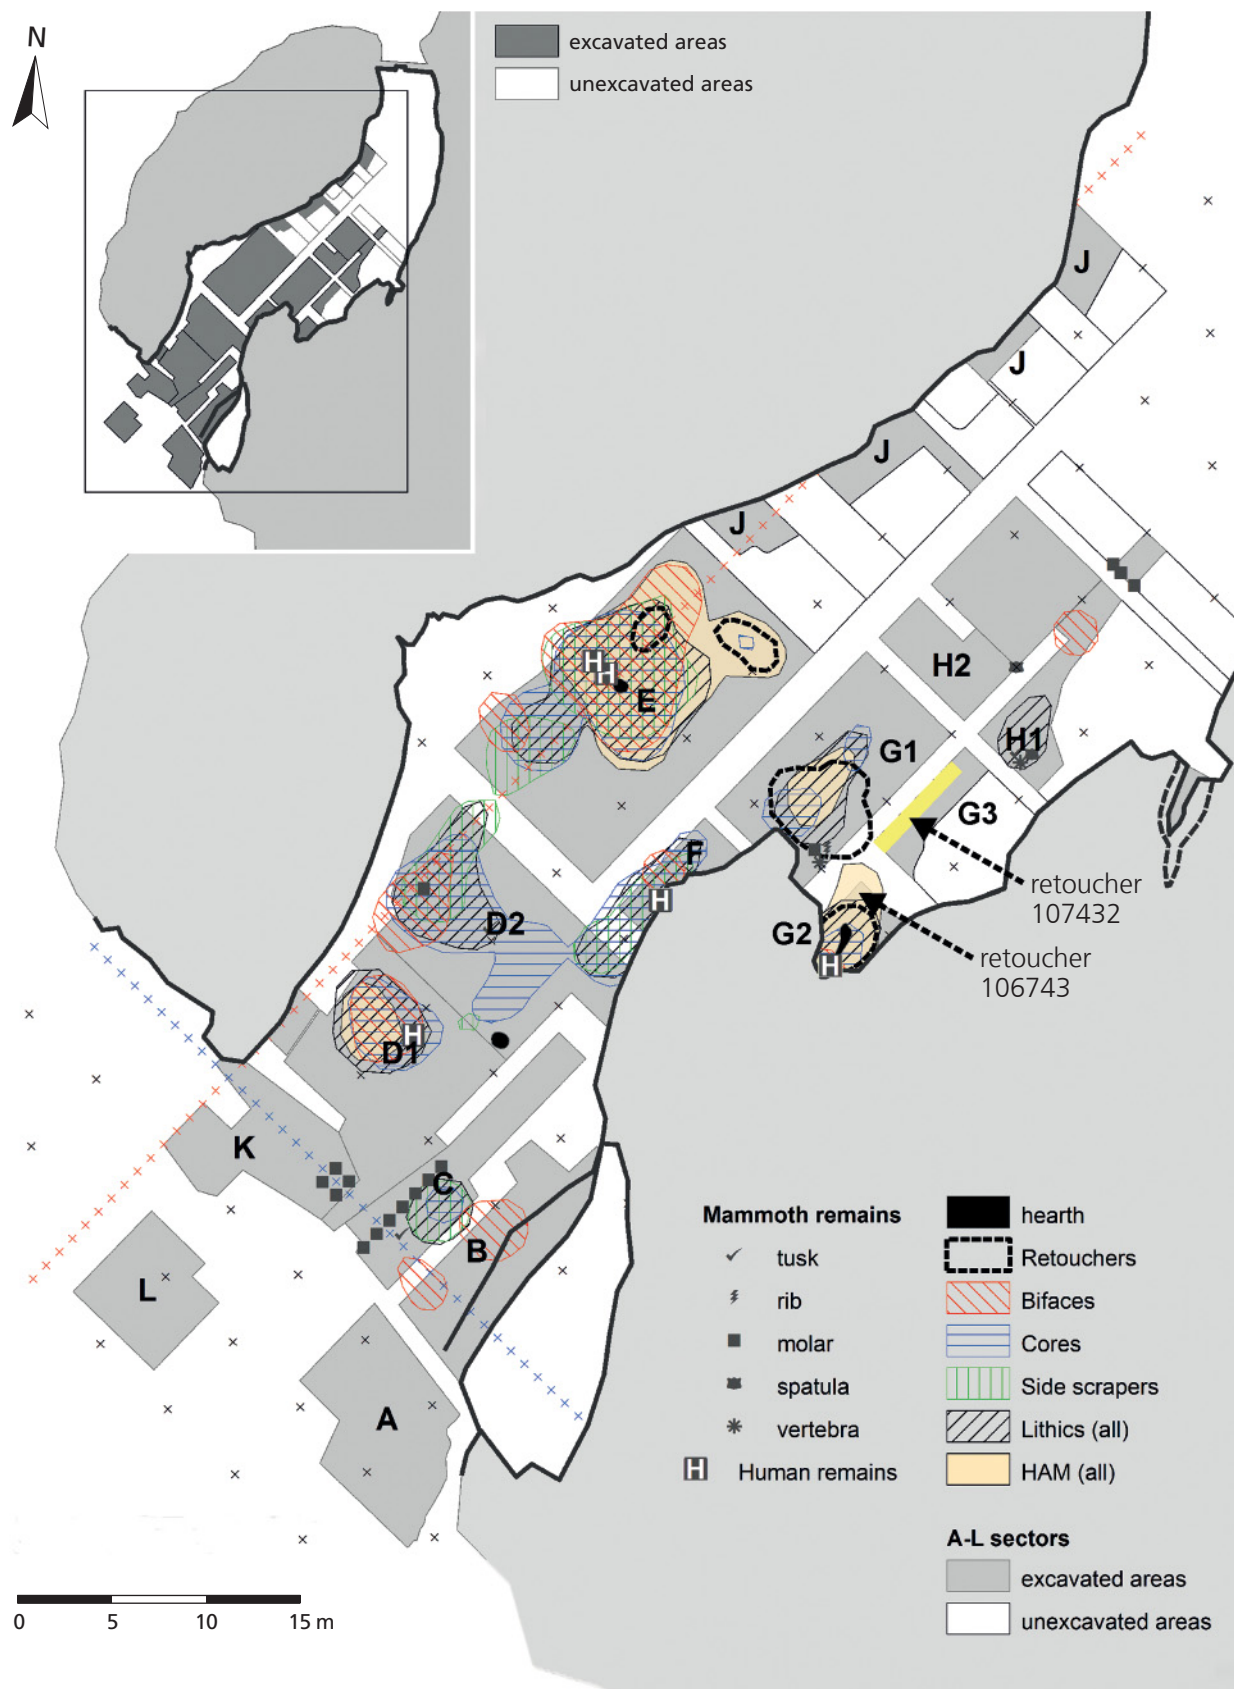 N
excavated areas
unexcavated areas
J
J
J
J
H2
H1
E
G1
G3
F
G2
H
H
H
H
H
D2
D1
retoucher
107432
retoucher
106743
K
C
B
L
A
Mammoth remains
tusk
rib
molar
spatula
vertebra
H Human remains
hearth
Retouchers
Bifaces
Cores
Side scrapers
Lithics (all)
HAM (all)
A-L sectors
excavated areas
unexcavated areas
0 5 10 15 m